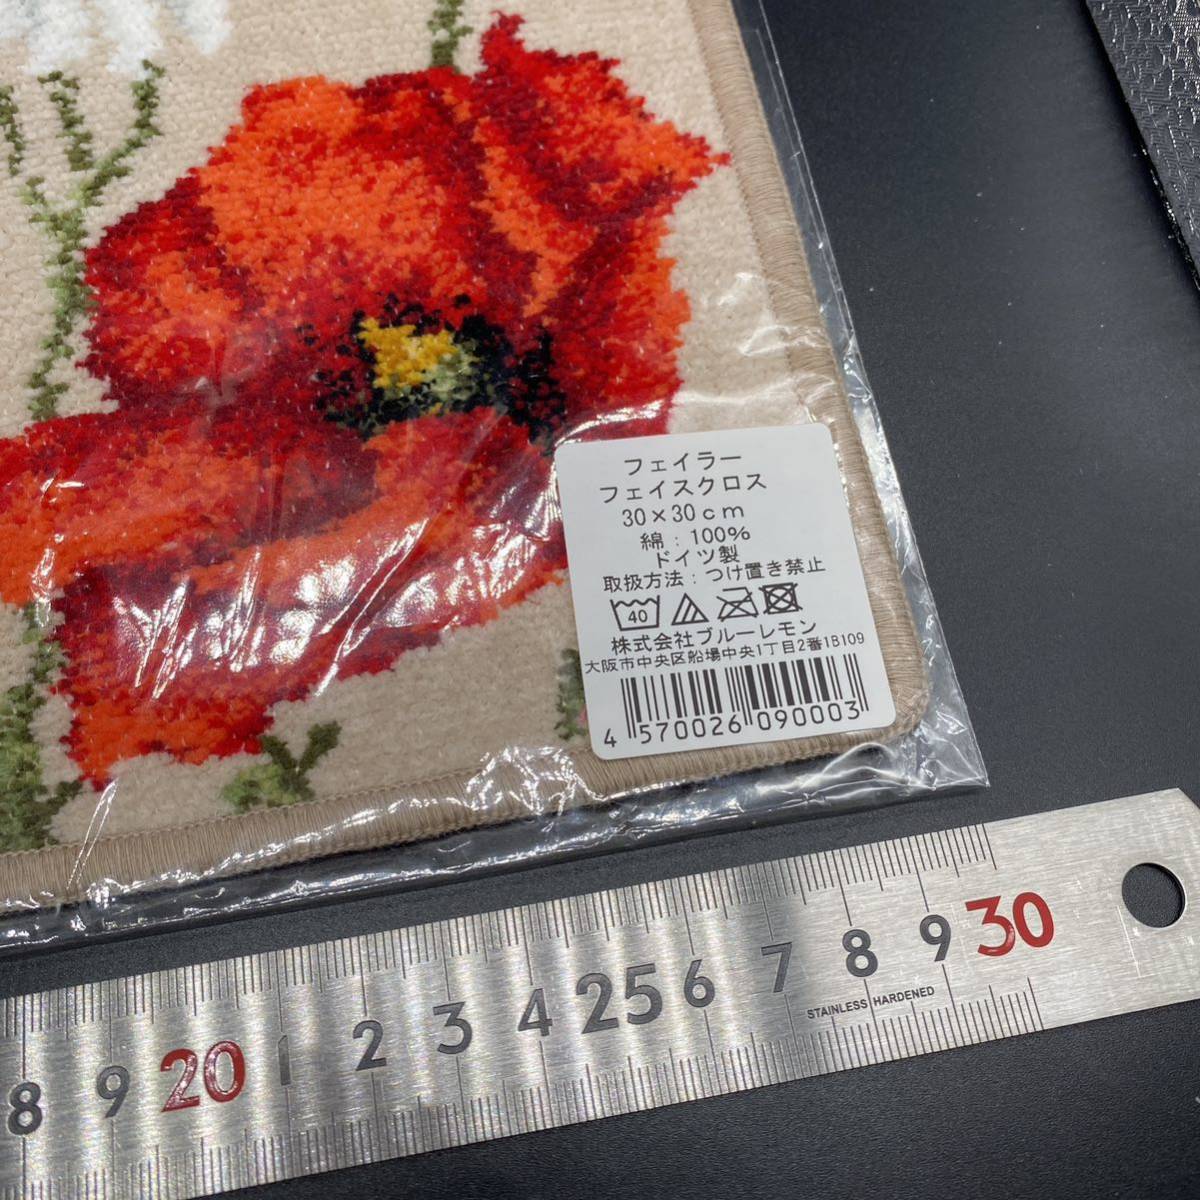 フェイラー
フェイスクロス
30×30cm
綿：100%
ドイツ製
取扱方法：つけ置き禁止
40
株式会社ブルーレモン
大阪市中央区船場中央1丁目2番1B109
4 570026 090003
8 9 20 1 2 3 4 25 6 7 8 9 30
STAINLESS HARDENED